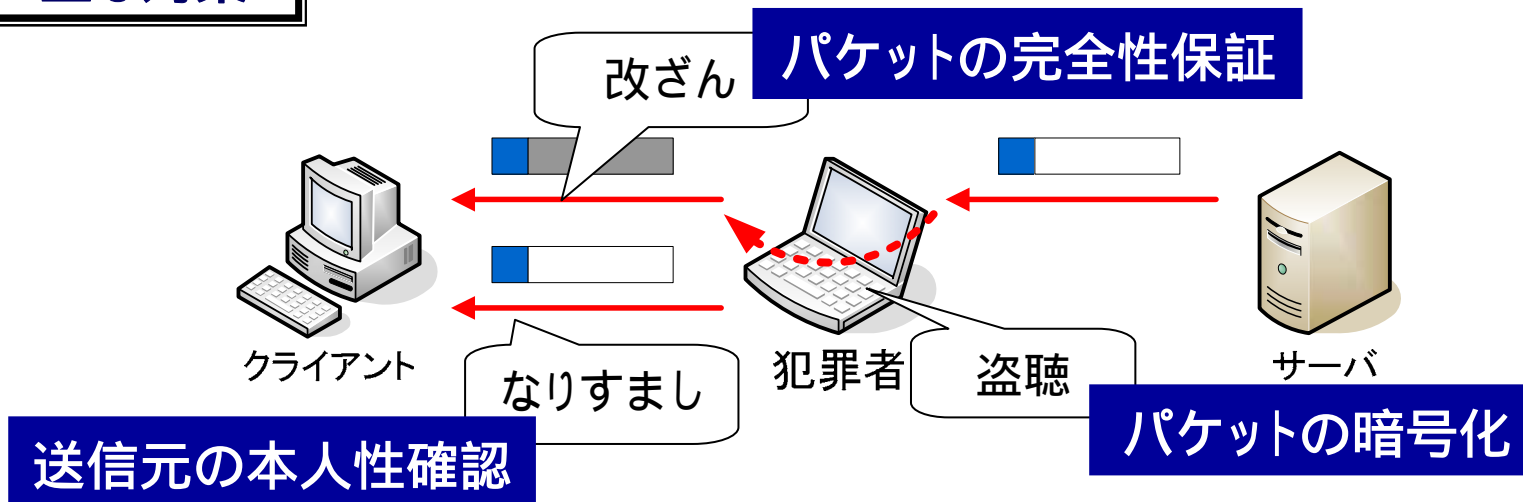 改ざん
パケットの完全性保証
クライアント
犯罪者
サーバ
なりすまし
盗聴
パケットの暗号化
送信元の本人性確認